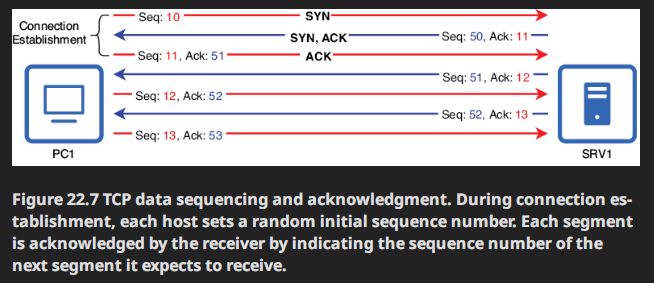 Seq: 10 SYN
Connection
Establishment
SYN, ACK Seq: 50, Ack: 11
Seq: 11, Ack: 51 ACK
Seq: 51, Ack: 12
Seq: 12, Ack: 52
Seq: 52, Ack: 13
Seq: 13, Ack: 53
PC1 SRV1
Figure 22.7 TCP data sequencing and acknowledgment. During connection es-
tablishment, each host sets a random initial sequence number. Each segment
is acknowledged by the receiver by indicating the sequence number of the
next segment it expects to receive.